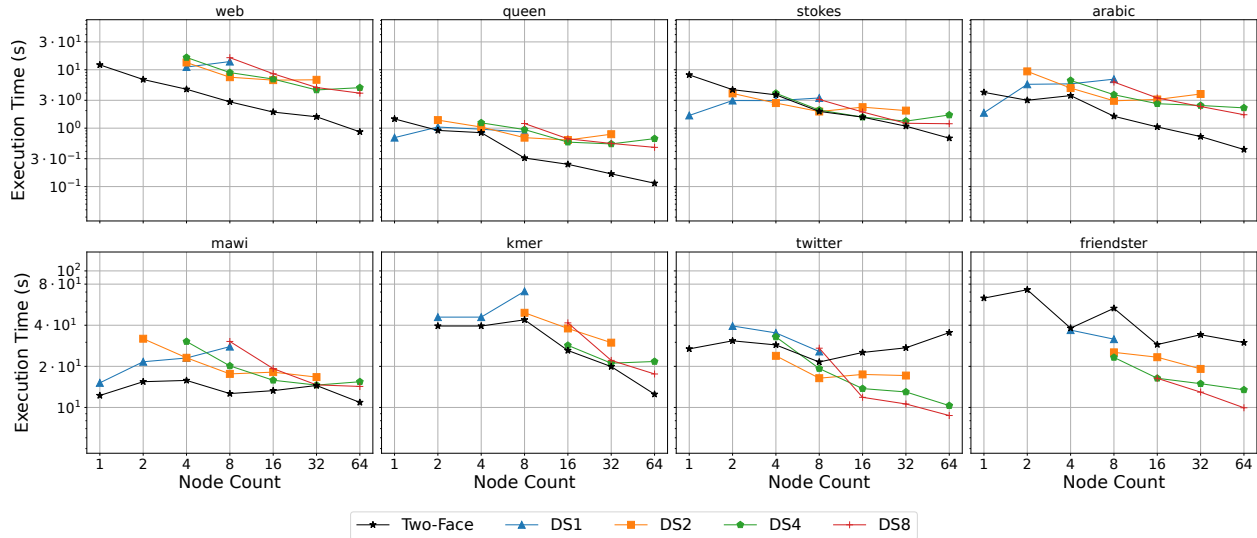 web queen stokes arabic
Execution Time (s)
3 · 10¹
10¹
3 · 10⁰
10⁰
3 · 10⁻¹
10⁻¹
mawi kmer twitter friendster
Execution Time (s)
10²
8 · 10¹
4 · 10¹
2 · 10¹
10¹
1 2 4 8 16 32 64 1 2 4 8 16 32 64 1 2 4 8 16 32 64 1 2 4 8 16 32 64
Node Count Node Count Node Count Node Count
Two-Face DS1 DS2 DS4 DS8